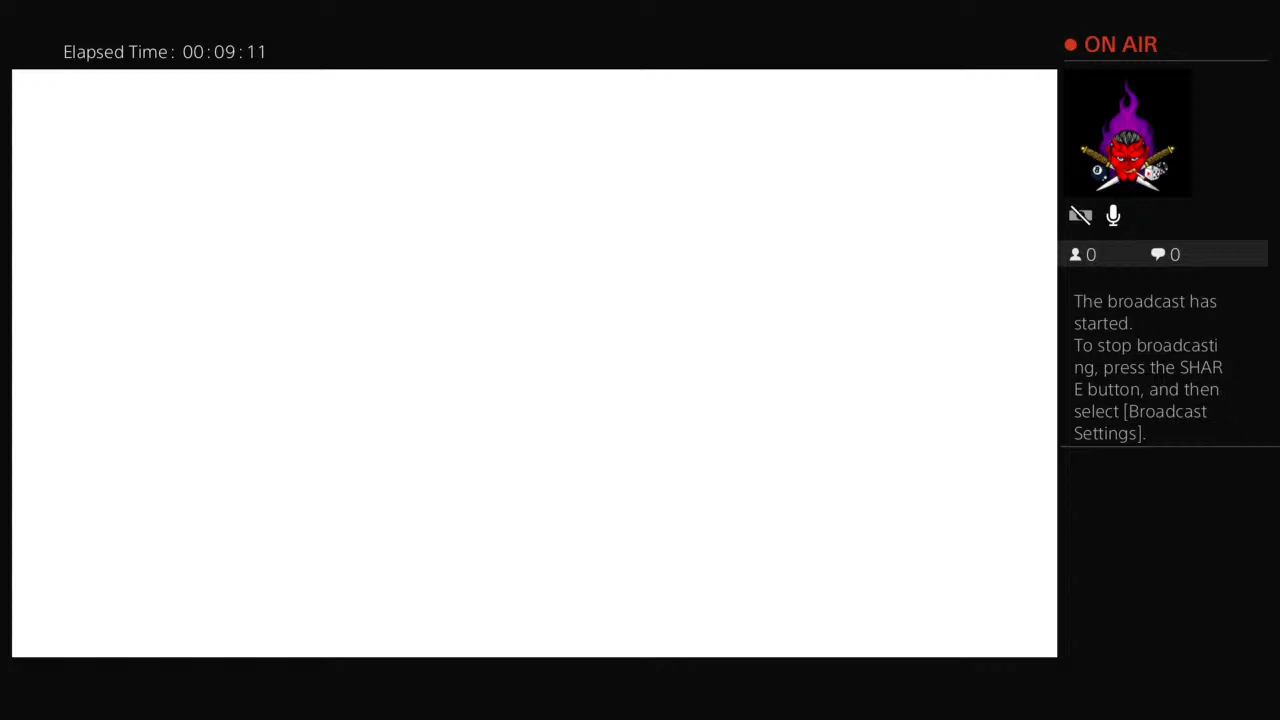 Elapsed Time: 00:09:11
ON AIR
0
0
The broadcast has
started.
To stop broadcasti
ng, press the SHAR
E button, and then
select [Broadcast
Settings].